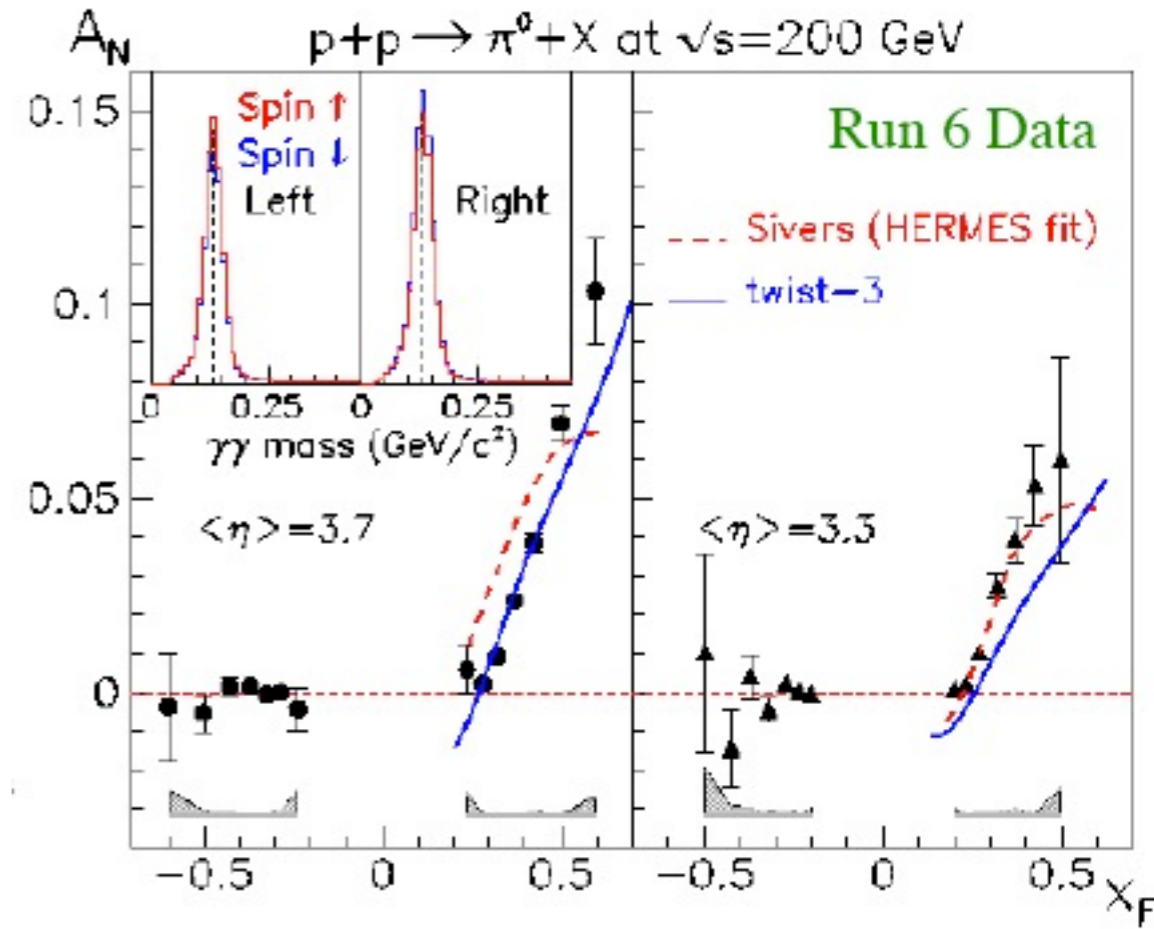 A_N p+p → π⁰+X at √s=200 GeV
0.15
0.1
0.05
0
Spin ↑
Spin ↓
Left
Right
0 0.25 0 0.25
γγ mass (GeV/c²)
Run 6 Data
Sivers (HERMES fit)
twist-3
<η>=3.7
<η>=3.3
-0.5 0 0.5 -0.5 0 0.5
x_F